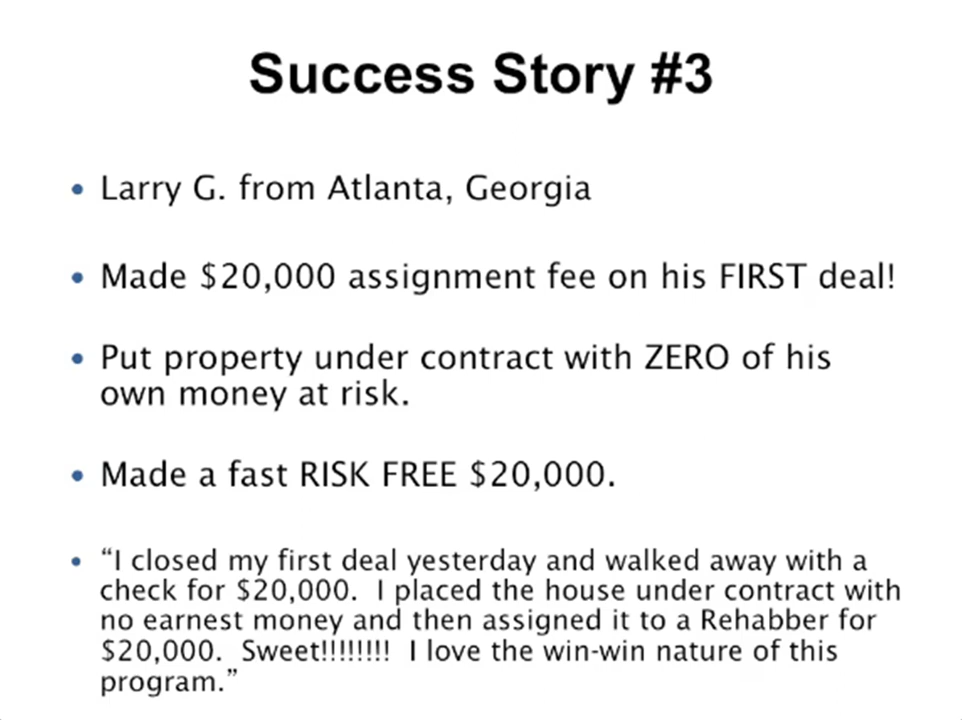 Success Story #3
• Larry G. from Atlanta, Georgia
• Made $20,000 assignment fee on his FIRST deal!
• Put property under contract with ZERO of his
own money at risk.
• Made a fast RISK FREE $20,000.
• “I closed my first deal yesterday and walked away with a
check for $20,000.  I placed the house under contract with
no earnest money and then assigned it to a Rehabber for
$20,000.  Sweet!!!!!!!!  I love the win-win nature of this
program.”